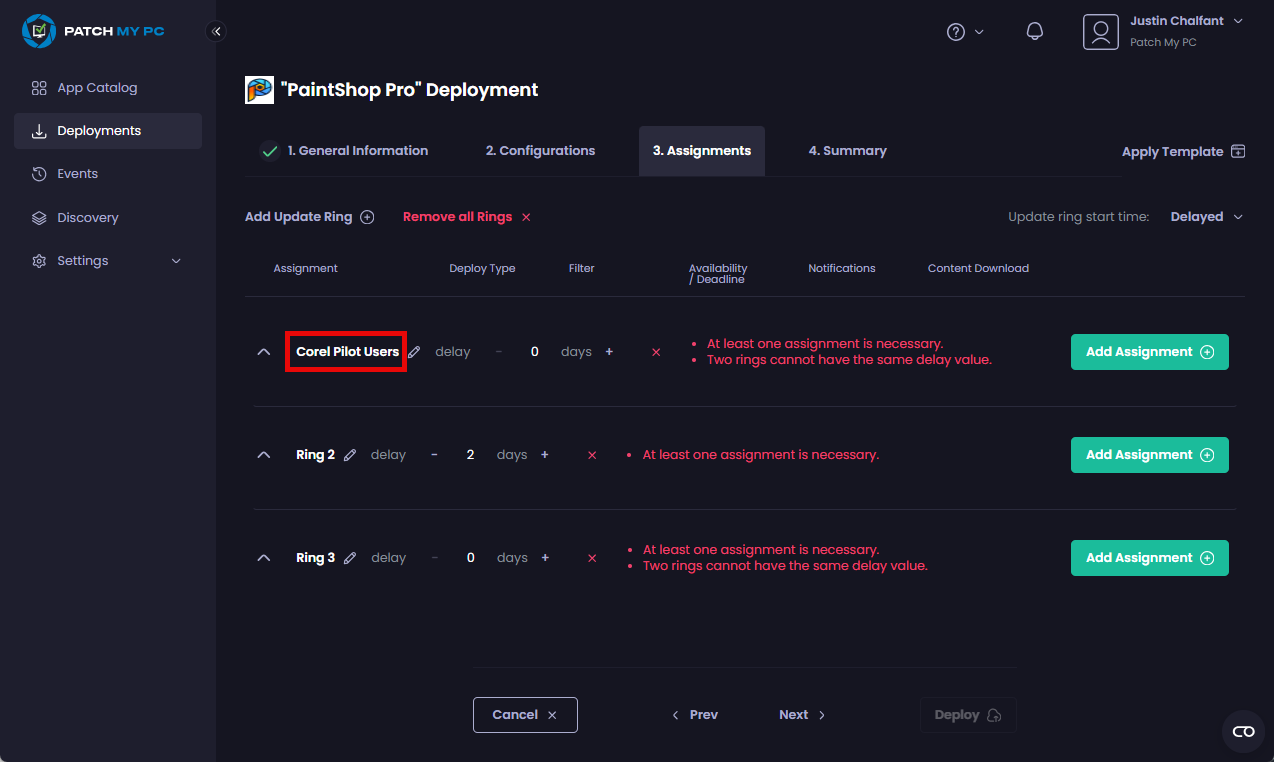 PATCH MY PC
Justin Chalfant
Patch My PC
App Catalog
Deployments
Events
Discovery
Settings
"PaintShop Pro" Deployment
1. General Information
2. Configurations
3. Assignments
4. Summary
Apply Template
Add Update Ring
Remove all Rings
Update ring start time: Delayed
Assignment
Deploy Type
Filter
Availability
/ Deadline
Notifications
Content Download
Corel Pilot Users delay - 0 days +
• At least one assignment is necessary.
• Two rings cannot have the same delay value.
Add Assignment
Ring 2 delay - 2 days +
• At least one assignment is necessary.
Add Assignment
Ring 3 delay - 0 days +
• At least one assignment is necessary.
• Two rings cannot have the same delay value.
Add Assignment
Cancel
Prev
Next
Deploy